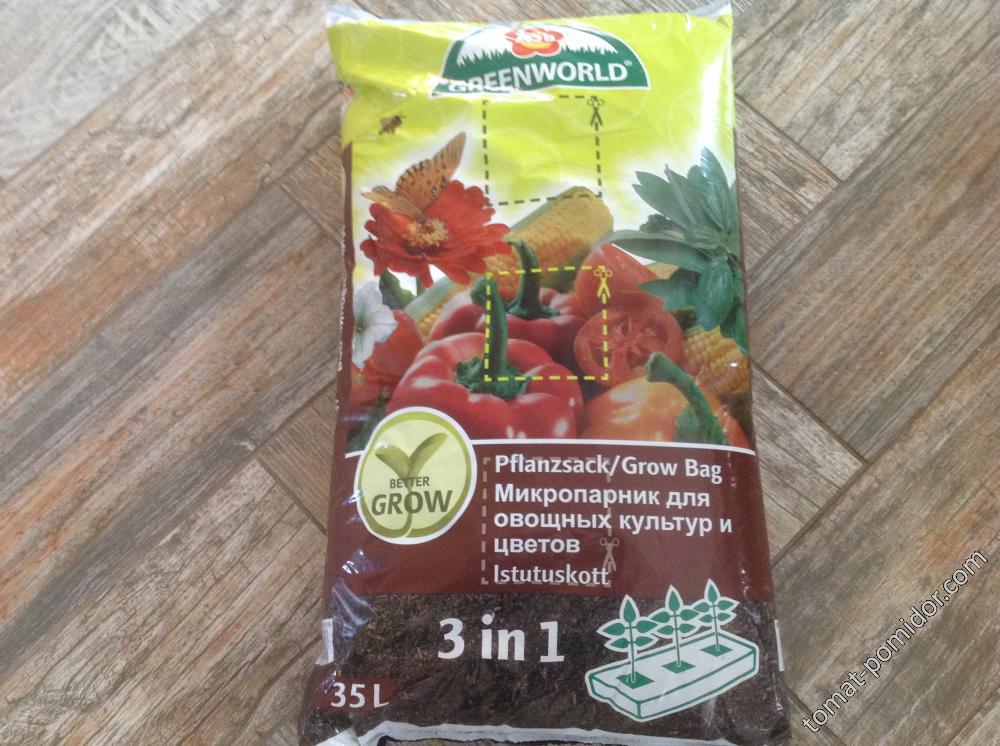 ASB
GREENWORLD®
BETTER
GROW
Pflanzsack/Grow Bag
Микропарник для
овощных культур и
цветов
Istutuskott
3 in 1
35 L
tomat-pomidor.com